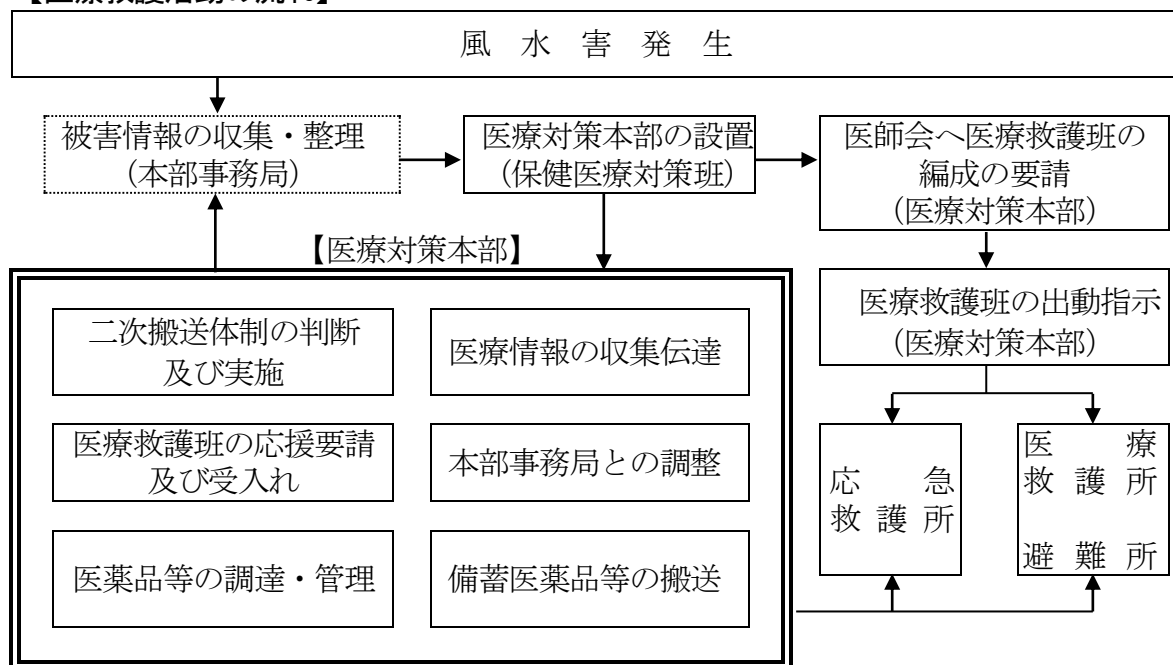 【医療救護活動の流れ】
風水害発生
被害情報の収集・整理
(本部事務局)
医療対策本部の設置
(保健医療対策班)
医師会へ医療救護班の
編成の要請
(医療対策本部)
【医療対策本部】
医療救護班の出動指示
(医療対策本部)
二次搬送体制の判断
及び実施
医療情報の収集伝達
医療救護班の応援要請
及び受入れ
本部事務局との調整
応急
救護所
医療
救護所
避難所
医薬品等の調達・管理
備蓄医薬品等の搬送